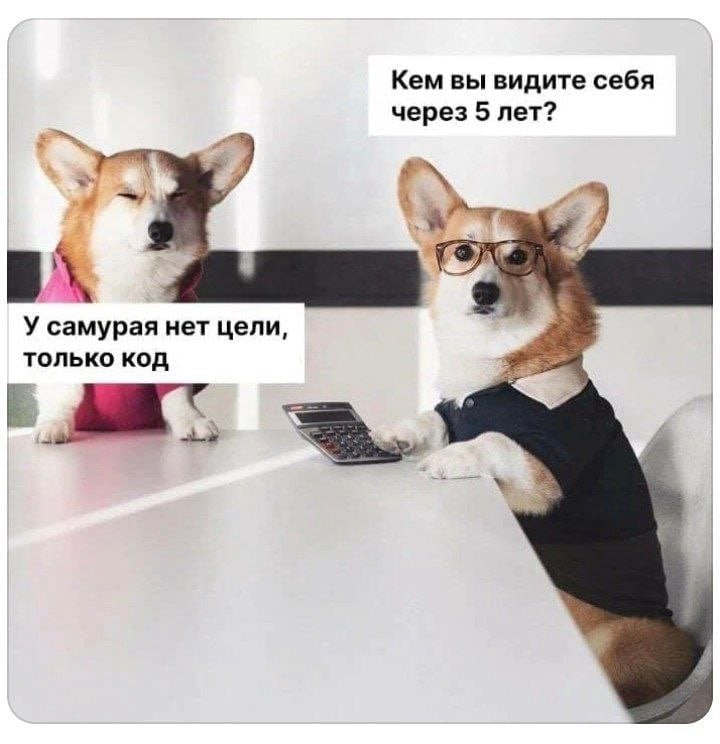 Кем вы видите себя
через 5 лет?
У самурая нет цели,
только код